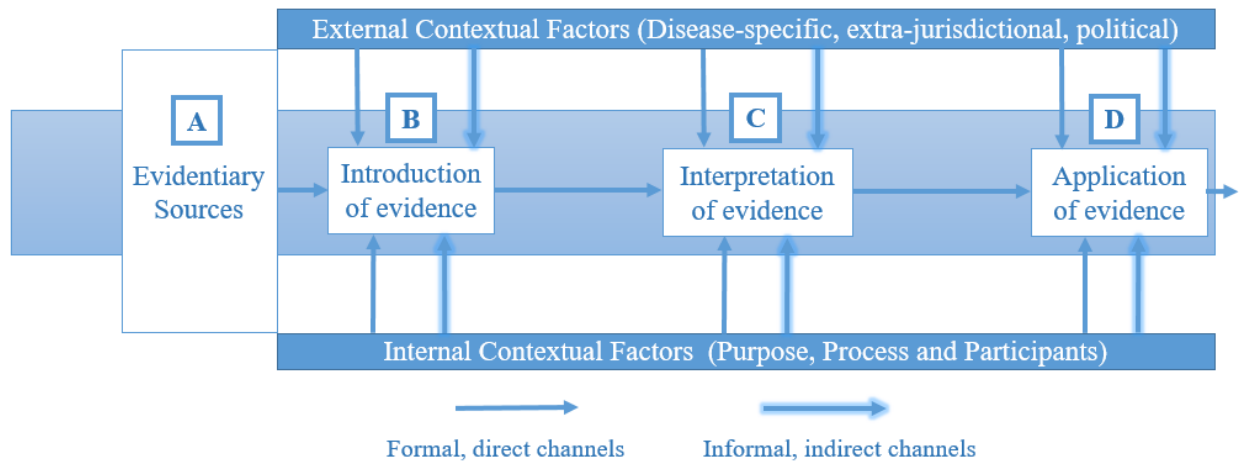 External Contextual Factors (Disease-specific, extra-jurisdictional, political)
A
B
C
D
Evidentiary
Sources
Introduction
of evidence
Interpretation
of evidence
Application
of evidence
Internal Contextual Factors (Purpose, Process and Participants)
Formal, direct channels
Informal, indirect channels